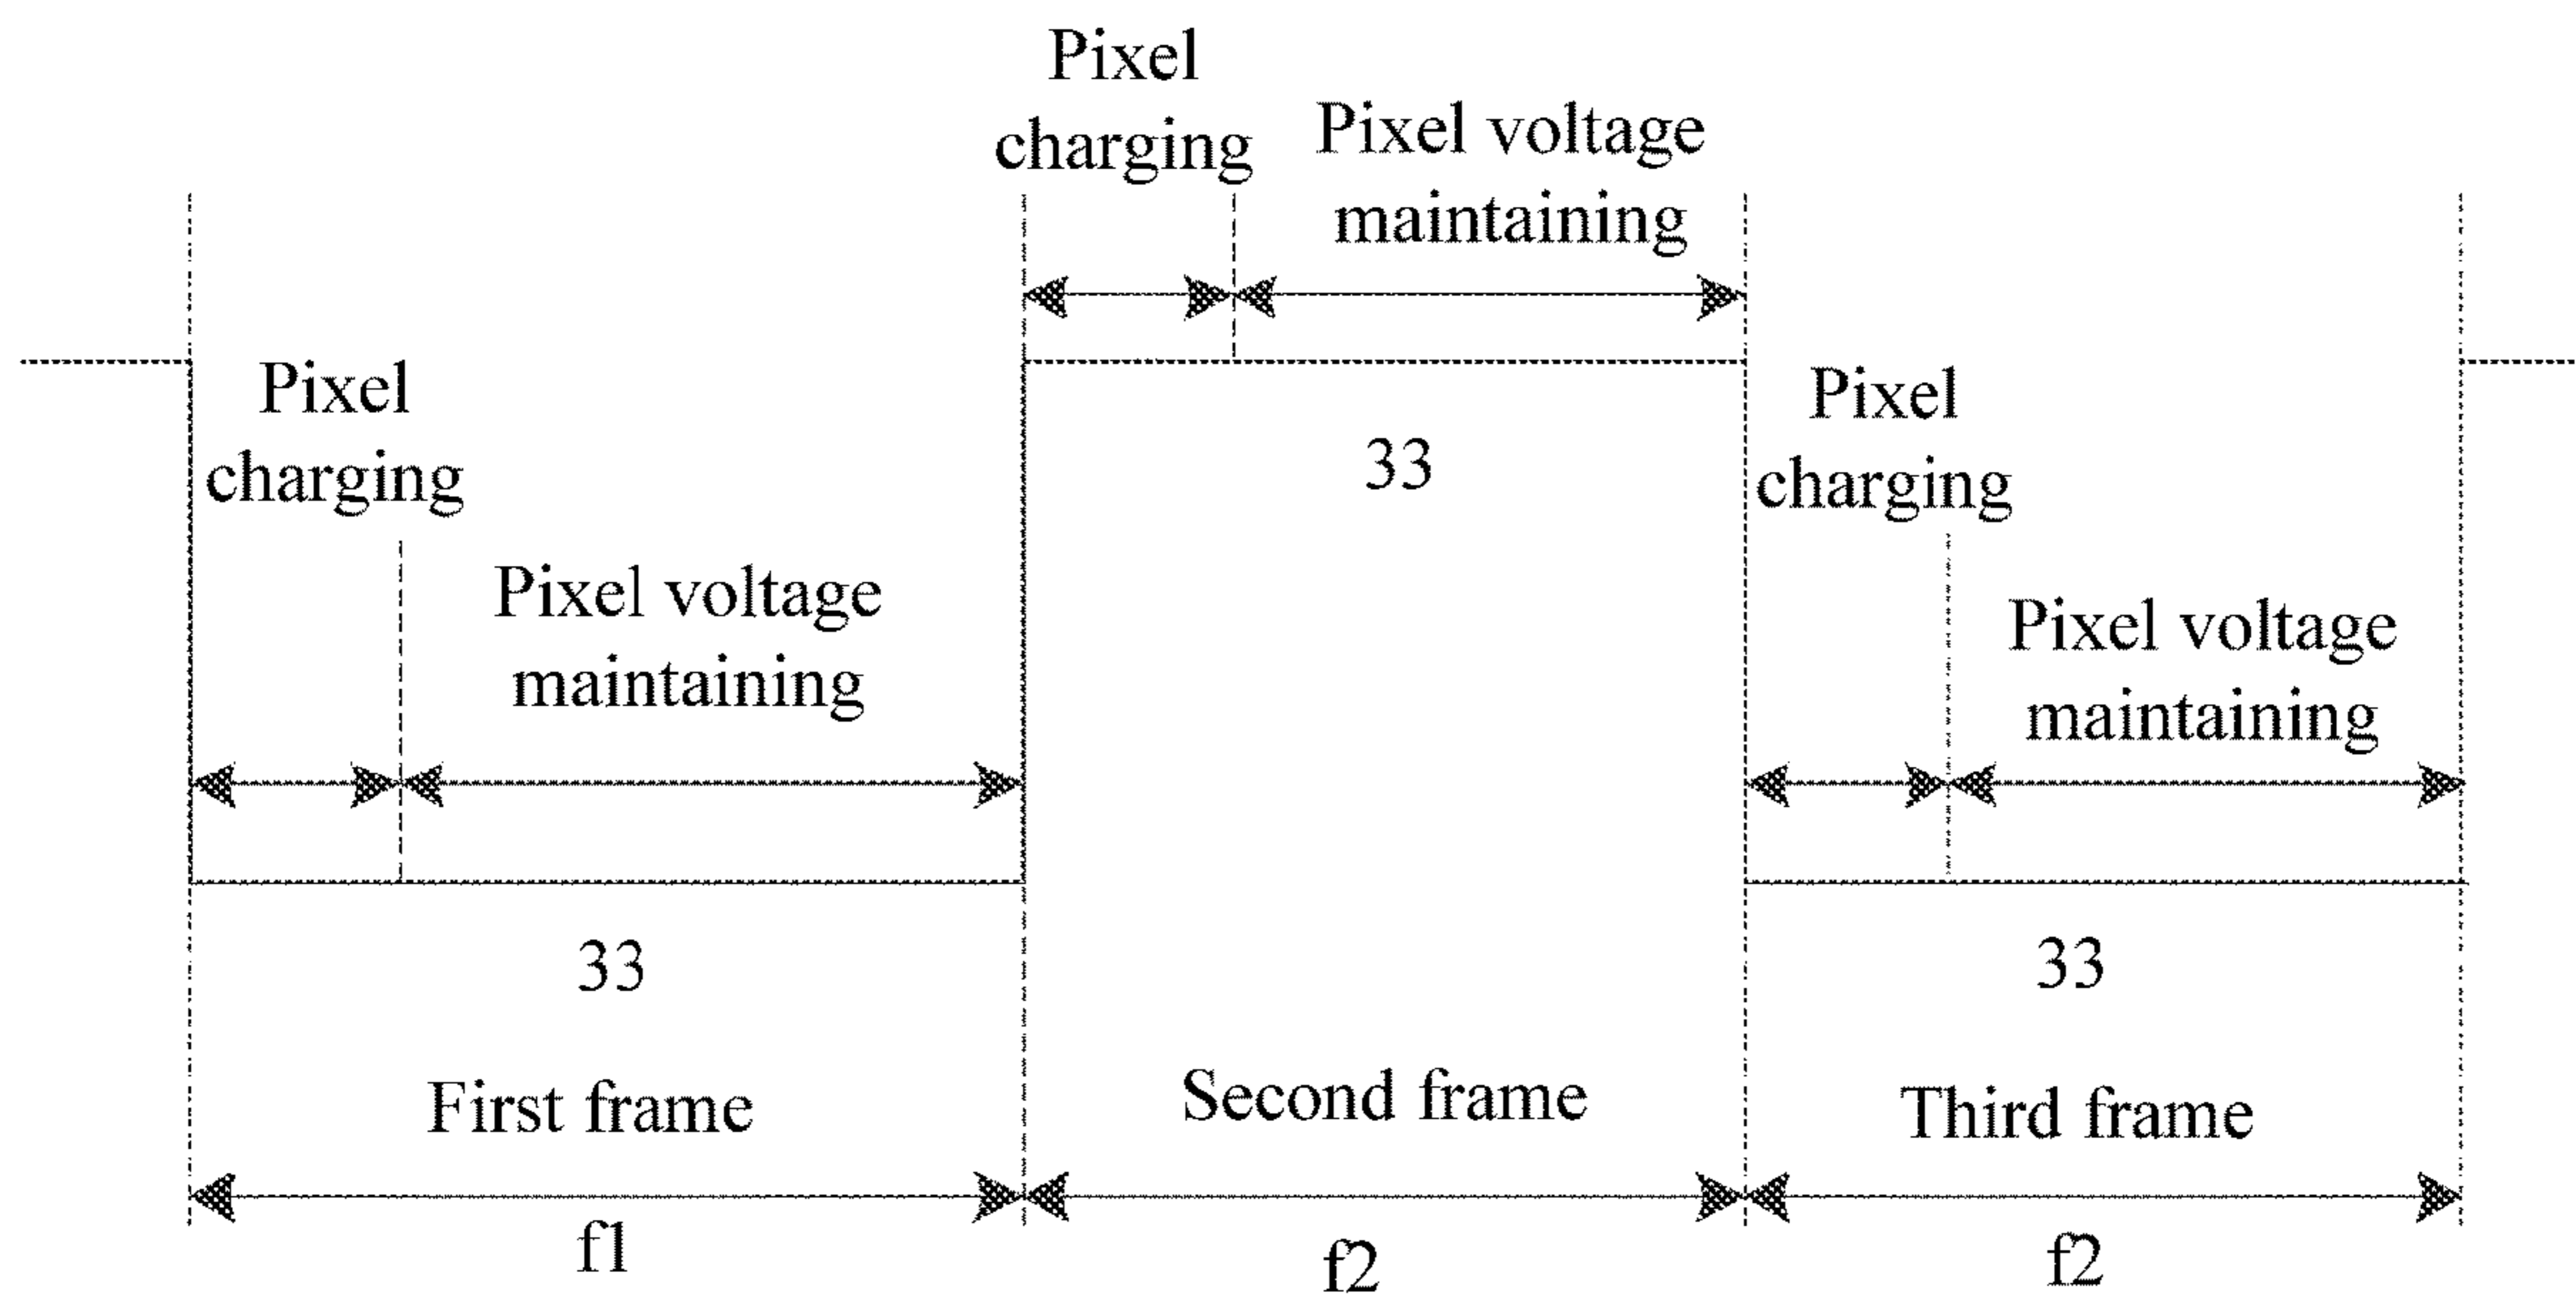 Pixel
charging
Pixel voltage
maintaining
Pixel
charging
33
Pixel
charging
Pixel voltage
maintaining
Pixel voltage
maintaining
33
33
First frame
Second frame
Third frame
f1
f2
f2